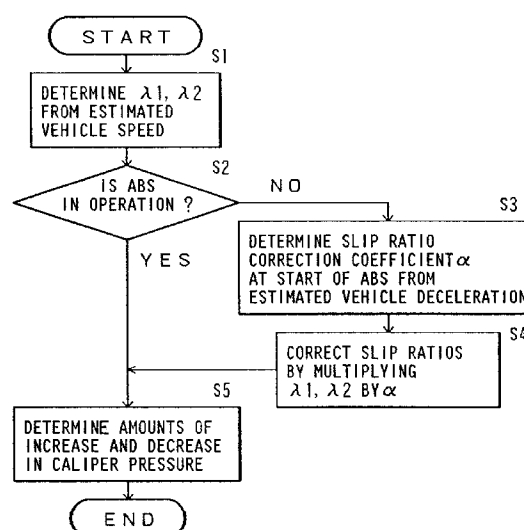 START
S1
DETERMINE λ1, λ2
FROM ESTIMATED
VEHICLE SPEED
S2
IS ABS
IN OPERATION ?
NO
YES
S3
DETERMINE SLIP RATIO
CORRECTION COEFFICIENT α
AT START OF ABS FROM
ESTIMATED VEHICLE DECELERATION
S4
CORRECT SLIP RATIOS
BY MULTIPLYING
λ1, λ2 BY α
S5
DETERMINE AMOUNTS OF
INCREASE AND DECREASE
IN CALIPER PRESSURE
END